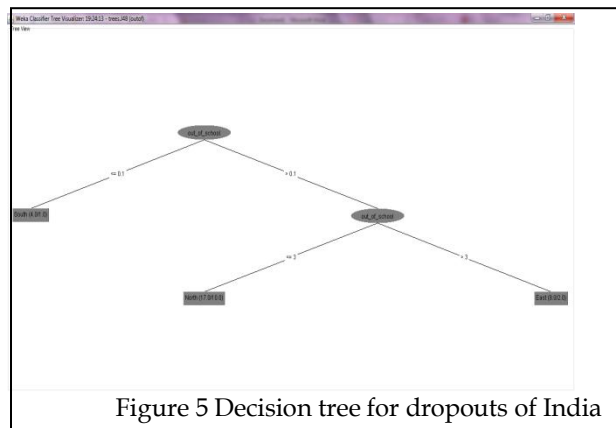 Weka Classifier Tree Visualizer: 19:24:13 - trees.J48 (outof)
Tree View
out_of_school
<= 0.1
> 0.1
South (4.0/1.0)
out_of_school
<= 3
> 3
North (17.0/10.0)
East (8.0/2.0)
Figure 5 Decision tree for dropouts of India